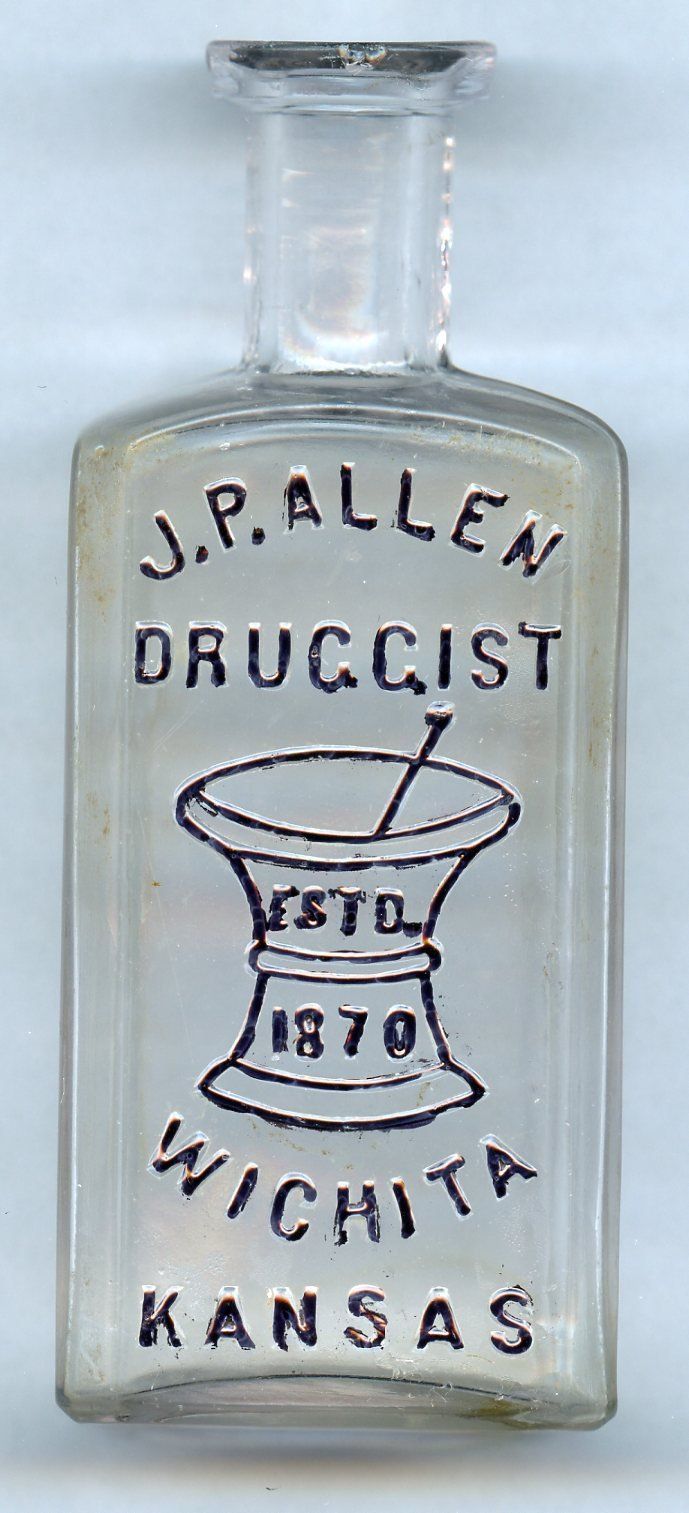 J.P. ALLEN
DRUGGIST
ESTD.
1870
WICHITA
KANSAS